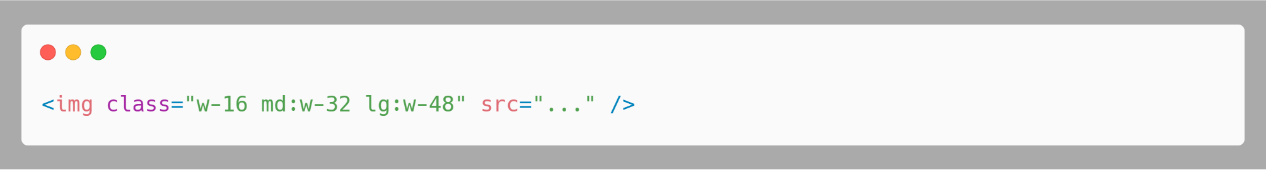 <img class="w-16 md:w-32 lg:w-48" src="..." />